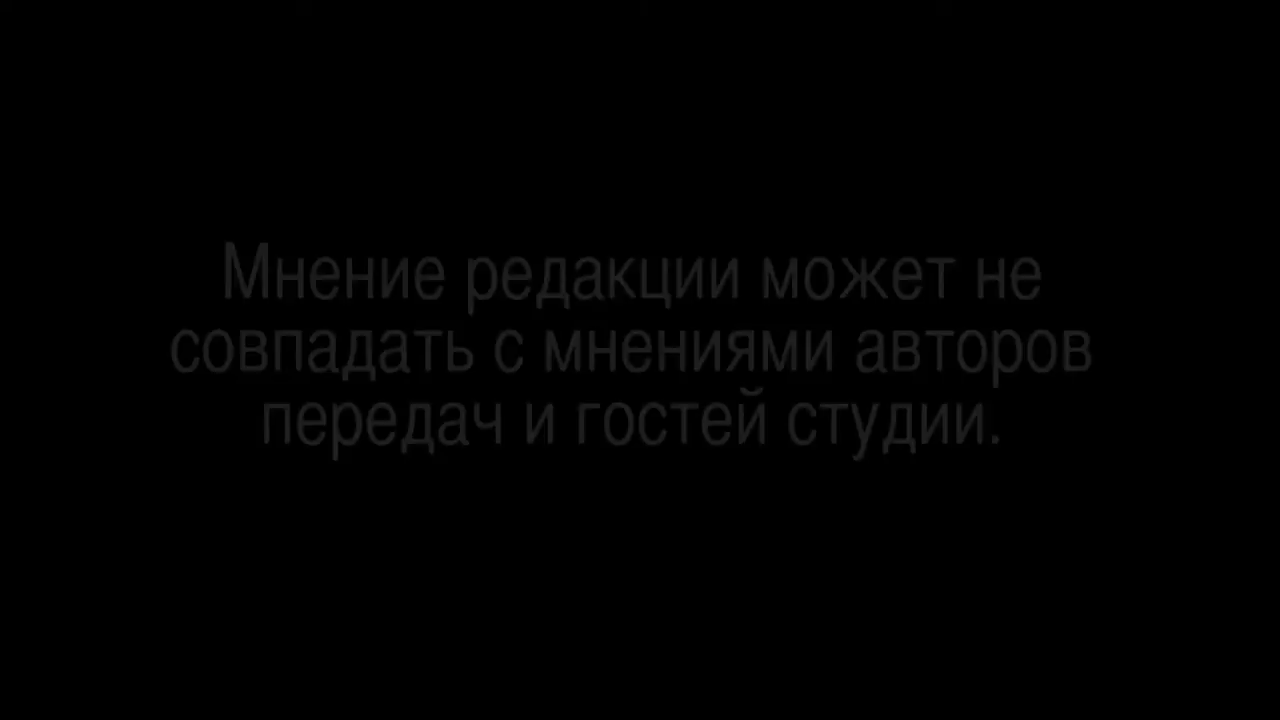 Мнение редакции может не
совпадать с мнениями авторов
передач и гостей студии.